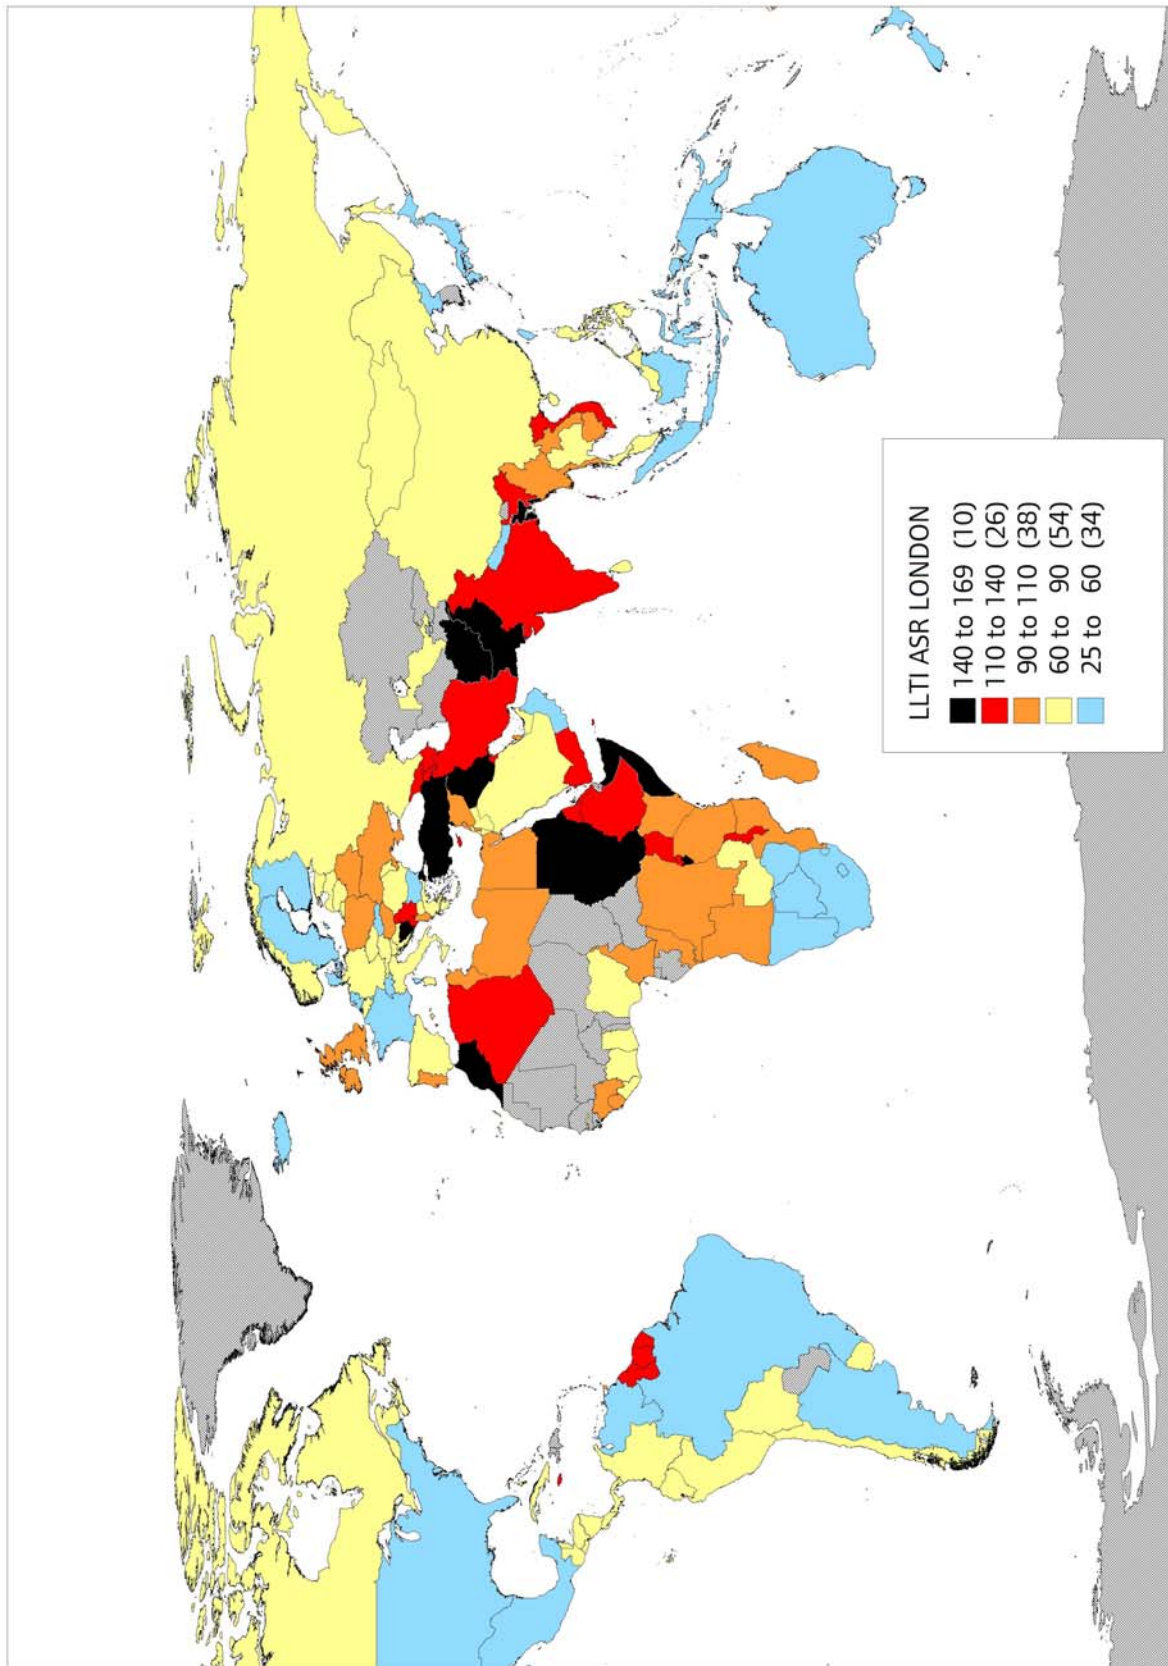 LLTI ASR LONDON
140 to 169 (10)
110 to 140 (26)
90 to 110 (38)
60 to 90 (54)
25 to 60 (34)